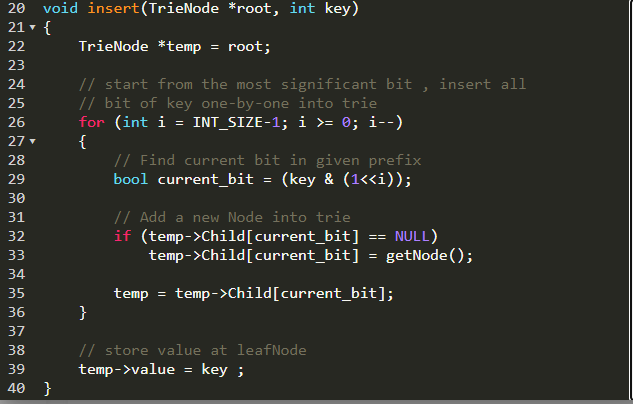 20 void insert(TrieNode *root, int key)
21 {
22     TrieNode *temp = root;
23
24     // start from the most significant bit , insert all
25     // bit of key one-by-one into trie
26     for (int i = INT_SIZE-1; i >= 0; i--)
27     {
28         // Find current bit in given prefix
29         bool current_bit = (key & (1<<i));
30
31         // Add a new Node into trie
32         if (temp->Child[current_bit] == NULL)
33             temp->Child[current_bit] = getNode();
34
35         temp = temp->Child[current_bit];
36     }
37
38     // store value at leafNode
39     temp->value = key ;
40 }